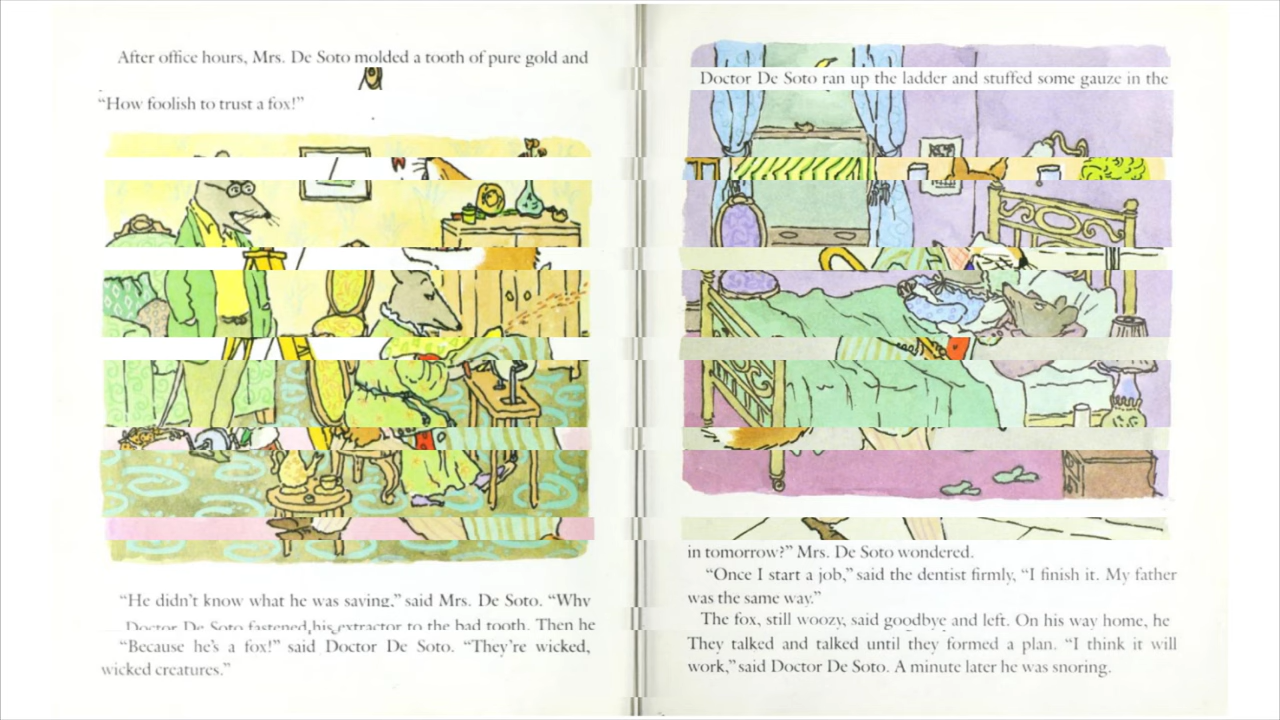 After office hours, Mrs. De Soto molded a tooth of pure gold and
"How foolish to trust a fox!"
"He didn't know what he was saying," said Mrs. De Soto. "Why
Doctor De Soto fastened his extractor to the bad tooth. Then he
"Because he's a fox!" said Doctor De Soto. "They're wicked,
wicked creatures."
Doctor De Soto ran up the ladder and stuffed some gauze in the
in tomorrow?" Mrs. De Soto wondered.
"Once I start a job," said the dentist firmly, "I finish it. My father
was the same way."
The fox, still woozy, said goodbye and left. On his way home, he
They talked and talked until they formed a plan. "I think it will
work," said Doctor De Soto. A minute later he was snoring.